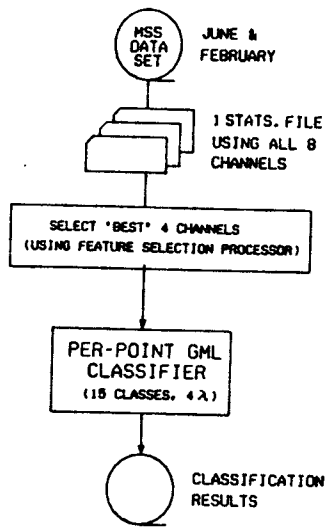 MSS
DATA
SET
JUNE &
FEBRUARY
1 STATS. FILE
USING ALL 8
CHANNELS
SELECT "BEST" 4 CHANNELS
(USING FEATURE SELECTION PROCESSOR)
PER-POINT GML
CLASSIFIER
(15 CLASSES, 4 λ)
CLASSIFICATION
RESULTS